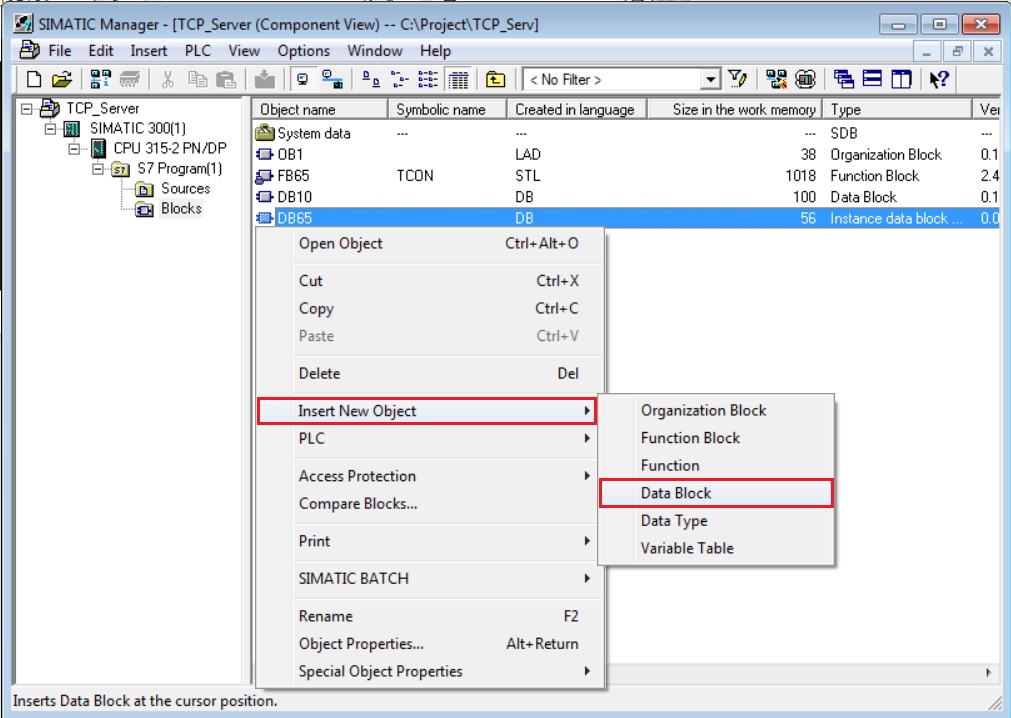 SIMATIC Manager - [TCP_Server (Component View) -- C:\Project\TCP_Serv]
File Edit Insert PLC View Options Window Help
< No Filter >
TCP_Server
SIMATIC 300(1)
CPU 315-2 PN/DP
S7 Program(1)
Sources
Blocks
Object name Symbolic name Created in language Size in the work memory Type Ver
System data --- --- --- SDB ---
OB1 LAD 38 Organization Block 0.1
FB65 TCON STL 1018 Function Block 2.4
DB10 DB 100 Data Block 0.1
DB65 DB 56 Instance data block ... 0.0
Open Object Ctrl+Alt+O
Cut Ctrl+X
Copy Ctrl+C
Paste Ctrl+V
Delete Del
Insert New Object
PLC
Access Protection
Compare Blocks...
Print
SIMATIC BATCH
Rename F2
Object Properties... Alt+Return
Special Object Properties
Organization Block
Function Block
Function
Data Block
Data Type
Variable Table
Inserts Data Block at the cursor position.